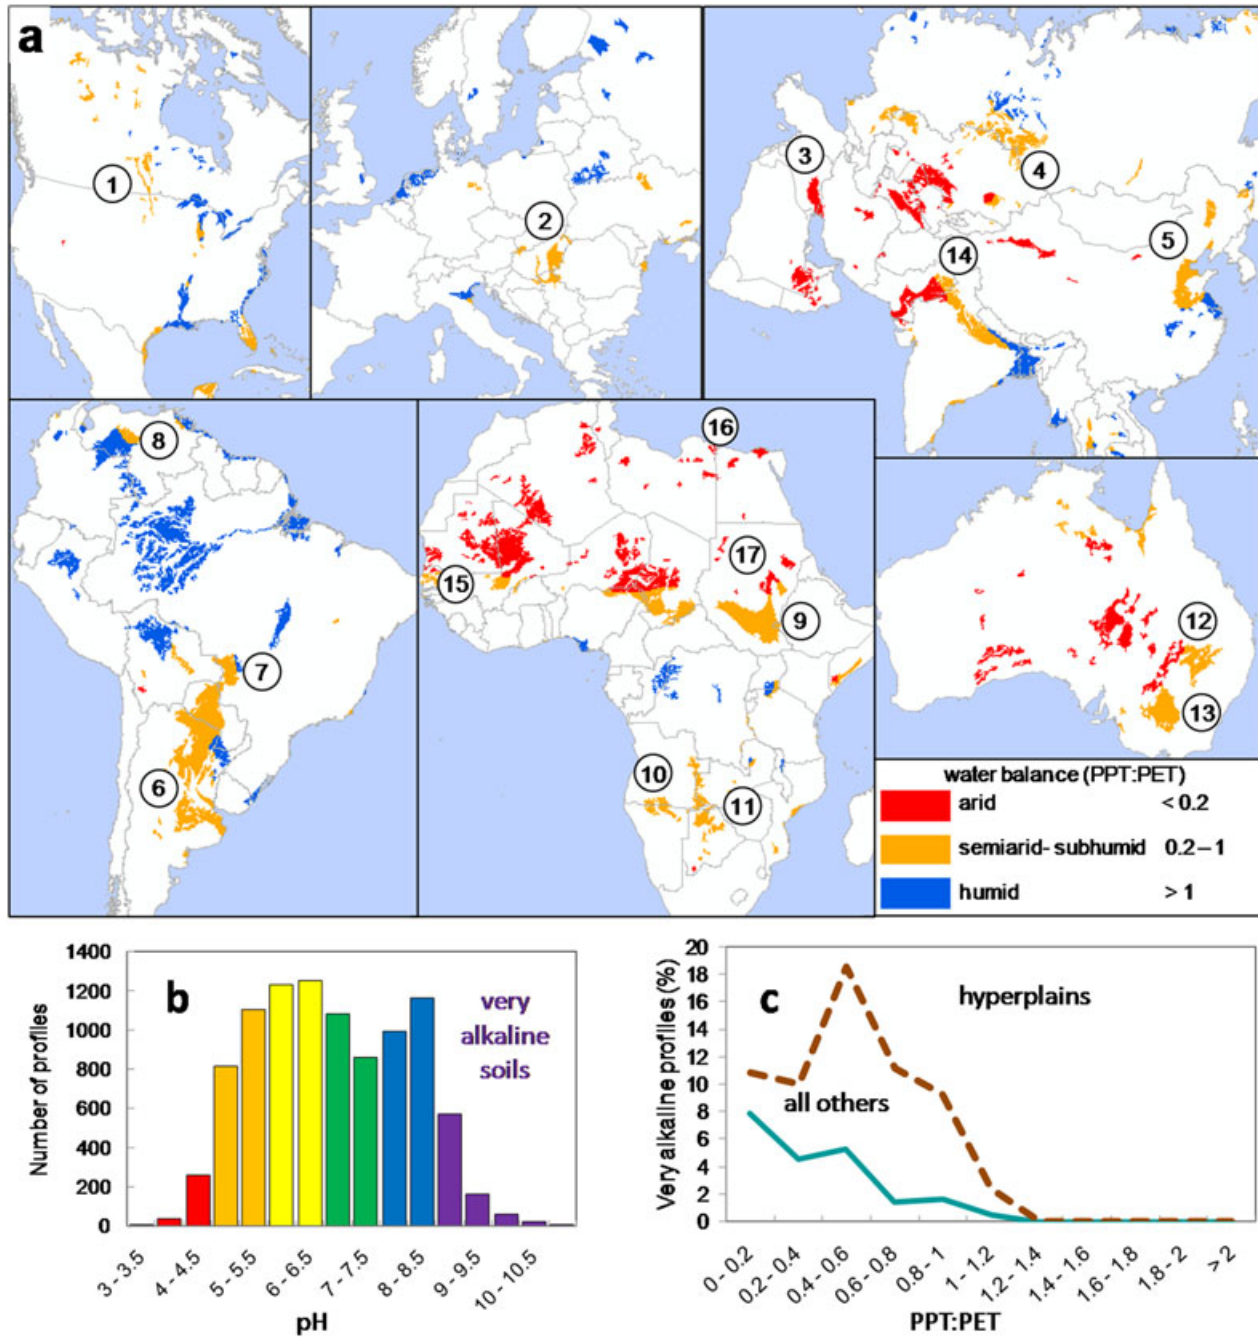 a
1
2
3
4
5
14
8
7
6
16
15
17
9
10
11
12
13
water balance (PPT:PET)
arid < 0.2
semiarid- subhumid 0.2 – 1
humid > 1
b
very
alkaline
soils
Number of profiles
1400
1200
1000
800
600
400
200
0
3 - 3.5
4 - 4.5
5 - 5.5
6 - 6.5
7 - 7.5
8 - 8.5
9 - 9.5
10 - 10.5
pH
c
hyperplains
all others
Very alkaline profiles (%)
20
18
16
14
12
10
8
6
4
2
0
0 - 0.2
0.2 - 0.4
0.4 - 0.6
0.6 - 0.8
0.8 - 1
1 - 1.2
1.2 - 1.4
1.4 - 1.6
1.6 - 1.8
1.8 - 2
> 2
PPT:PET